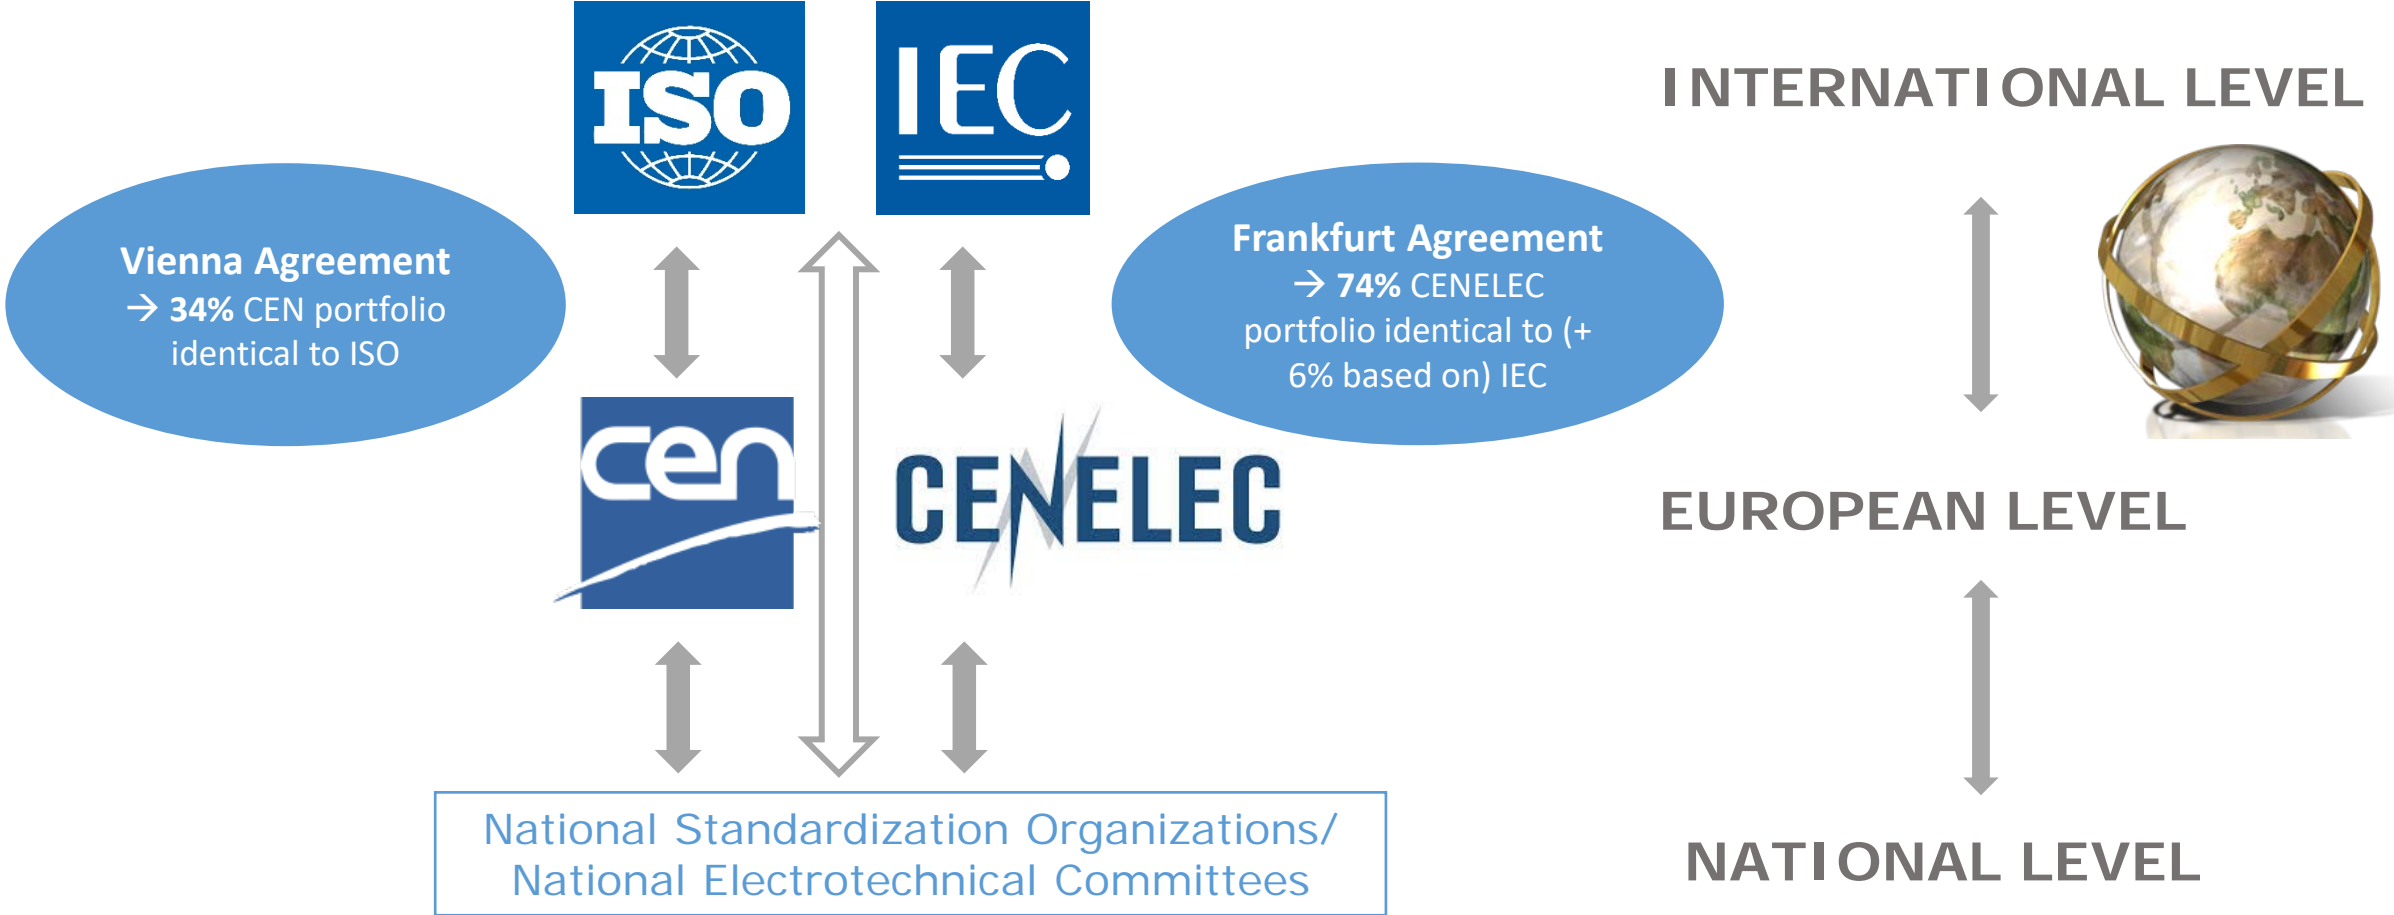 ISO
IEC
INTERNATIONAL LEVEL
Vienna Agreement
→ 34% CEN portfolio
identical to ISO
Frankfurt Agreement
→ 74% CENELEC
portfolio identical to (+
6% based on) IEC
cen
CENELEC
EUROPEAN LEVEL
National Standardization Organizations/
National Electrotechnical Committees
NATIONAL LEVEL